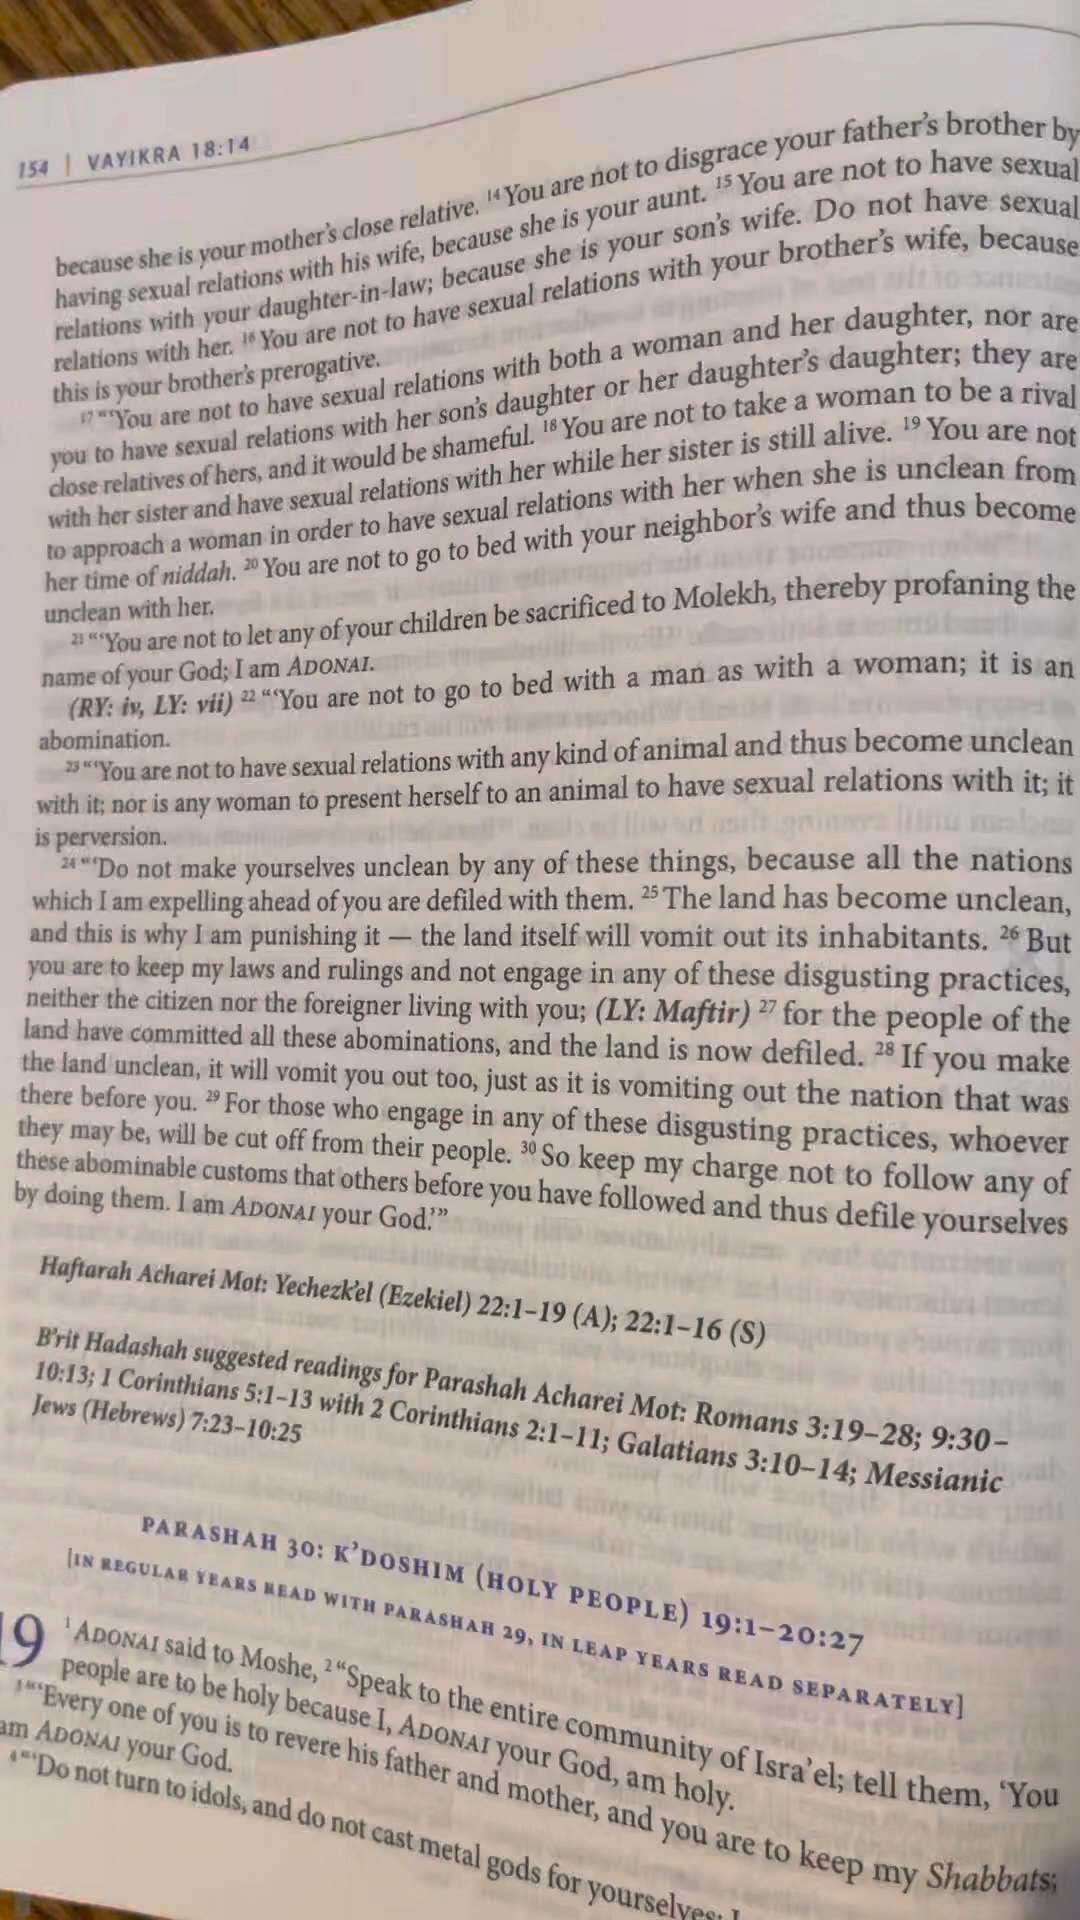 154 | VAYIKRA 18:14
because she is your mother's close relative. 14 You are not to disgrace your father's brother by
having sexual relations with his wife, because she is your aunt. 15 You are not to have sexual
relations with your daughter-in-law; because she is your son's wife. Do not have sexual
relations with her. 16 You are not to have sexual relations with your brother's wife, because
this is your brother's prerogative.
17 "'You are not to have sexual relations with both a woman and her daughter, nor are
you to have sexual relations with her son's daughter or her daughter's daughter; they are
close relatives of hers, and it would be shameful. 18 You are not to take a woman to be a rival
with her sister and have sexual relations with her while her sister is still alive. 19 You are not
to approach a woman in order to have sexual relations with her when she is unclean from
her time of niddah. 20 You are not to go to bed with your neighbor's wife and thus become
unclean with her.
21 "'You are not to let any of your children be sacrificed to Molekh, thereby profaning the
name of your God; I am ADONAI.
(RY: iv, LY: vii) 22 "'You are not to go to bed with a man as with a woman; it is an
abomination.
23 "'You are not to have sexual relations with any kind of animal and thus become unclean
with it; nor is any woman to present herself to an animal to have sexual relations with it; it
is perversion.
24 "'Do not make yourselves unclean by any of these things, because all the nations
which I am expelling ahead of you are defiled with them. 25 The land has become unclean,
and this is why I am punishing it — the land itself will vomit out its inhabitants. 26 But
you are to keep my laws and rulings and not engage in any of these disgusting practices,
neither the citizen nor the foreigner living with you; (LY: Maftir) 27 for the people of the
land have committed all these abominations, and the land is now defiled. 28 If you make
the land unclean, it will vomit you out too, just as it is vomiting out the nation that was
there before you. 29 For those who engage in any of these disgusting practices, whoever
they may be, will be cut off from their people. 30 So keep my charge not to follow any of
these abominable customs that others before you have followed and thus defile yourselves
by doing them. I am ADONAI your God.'"
Haftarah Acharei Mot: Yechezk'el (Ezekiel) 22:1–19 (A); 22:1–16 (S)
B'rit Hadashah suggested readings for Parashah Acharei Mot: Romans 3:19–28; 9:30–
10:13; 1 Corinthians 5:1–13 with 2 Corinthians 2:1–11; Galatians 3:10–14; Messianic
Jews (Hebrews) 7:23–10:25
PARASHAH 30: K'DOSHIM (HOLY PEOPLE) 19:1–20:27
[IN REGULAR YEARS READ WITH PARASHAH 29, IN LEAP YEARS READ SEPARATELY]
19 1 ADONAI said to Moshe, 2 "Speak to the entire community of Isra'el; tell them, 'You
people are to be holy because I, ADONAI your God, am holy.
3 "'Every one of you is to revere his father and mother, and you are to keep my Shabbats;
am ADONAI your God.
4 "'Do not turn to idols, and do not cast metal gods for yourselves; I